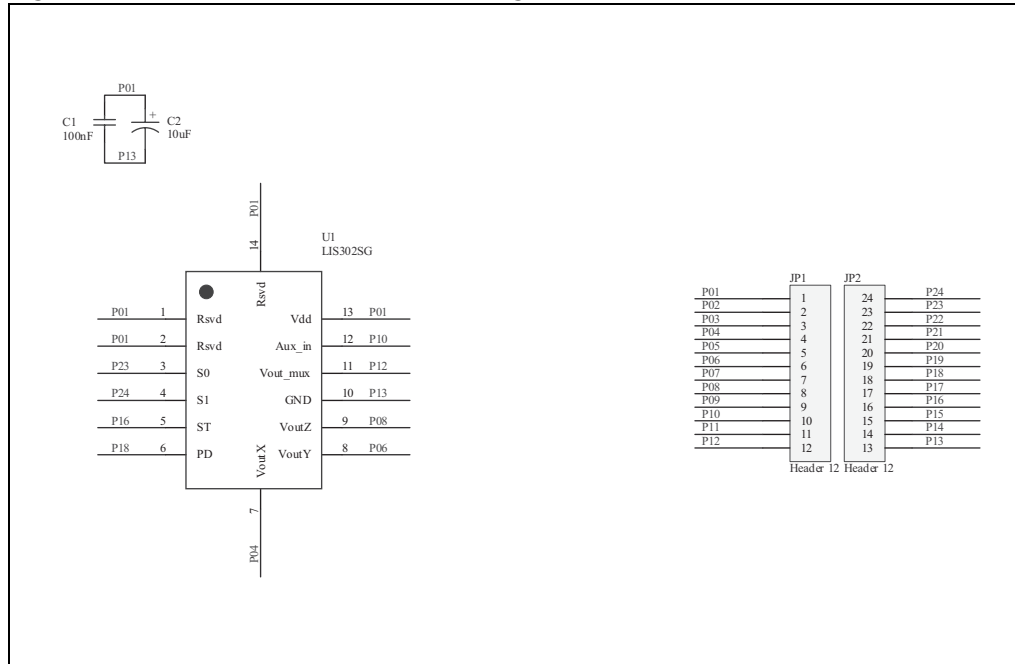 P01
C1
100nF
+
C2
10uF
P13
P01
14
U1
LIS302SG
Rsvd
P01 1 Rsvd Vdd 13 P01
P01 2 Rsvd Aux_in 12 P10
P23 3 S0 Vout_mux 11 P12
P24 4 S1 GND 10 P13
P16 5 ST VoutZ 9 P08
P18 6 PD VoutY 8 P06
VoutX
7
P04
JP1 JP2
P01 1 24 P24
P02 2 23 P23
P03 3 22 P22
P04 4 21 P21
P05 5 20 P20
P06 6 19 P19
P07 7 18 P18
P08 8 17 P17
P09 9 16 P16
P10 10 15 P15
P11 11 14 P14
P12 12 13 P13
Header 12 Header 12